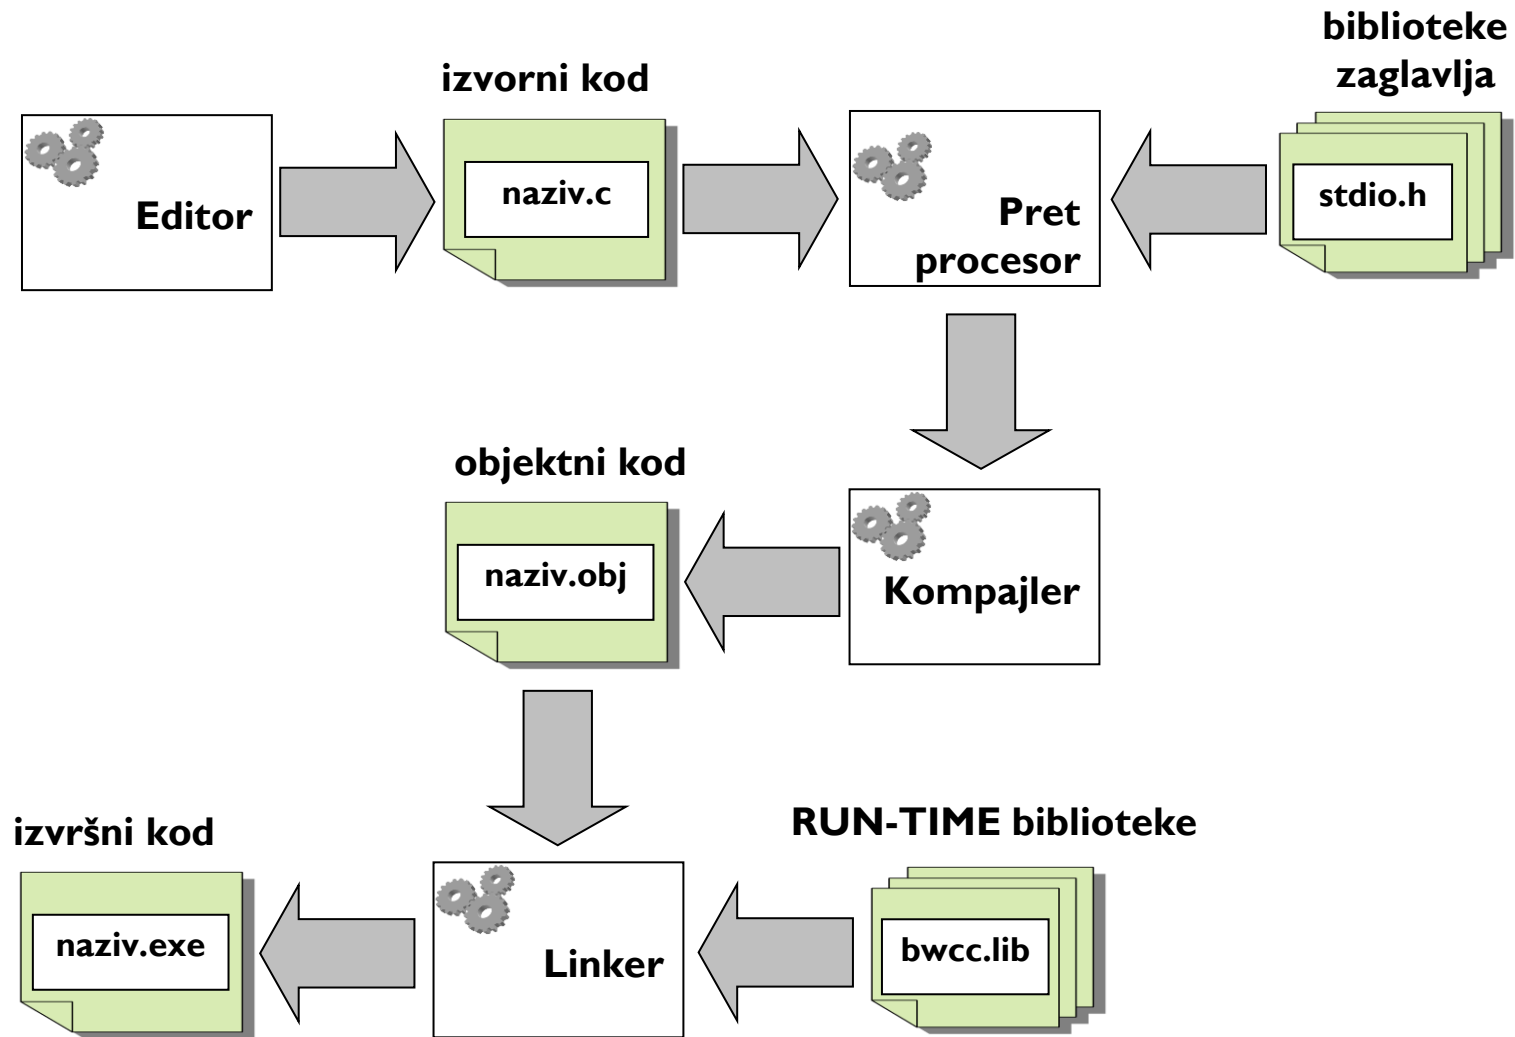 biblioteke
zaglavlja
izvorni kod
Editor
naziv.c
Pret
procesor
stdio.h
objektni kod
naziv.obj
Kompajler
izvršni kod
RUN-TIME biblioteke
naziv.exe
Linker
bwcc.lib